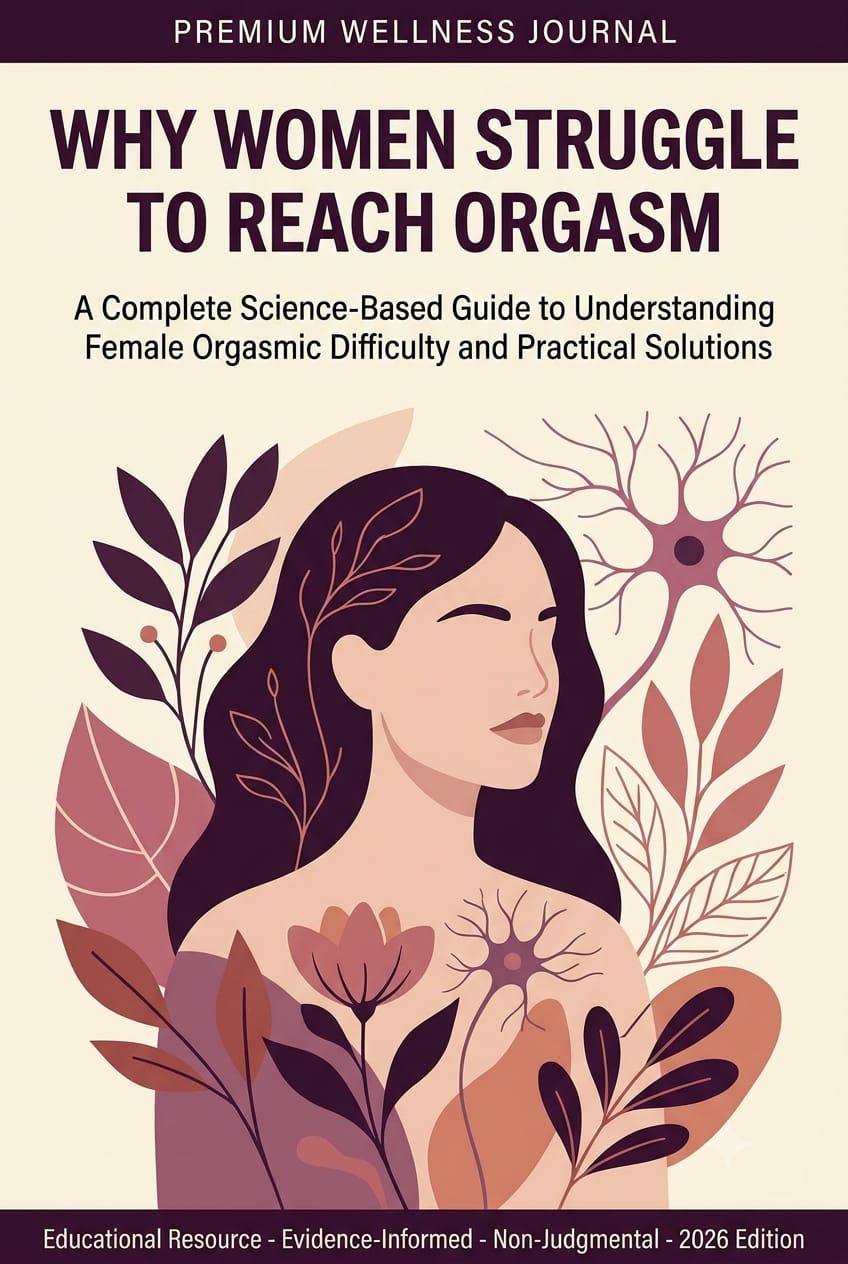 PREMIUM WELLNESS JOURNAL
WHY WOMEN STRUGGLE
TO REACH ORGASM
A Complete Science-Based Guide to Understanding
Female Orgasmic Difficulty and Practical Solutions
Educational Resource - Evidence-Informed - Non-Judgmental - 2026 Edition